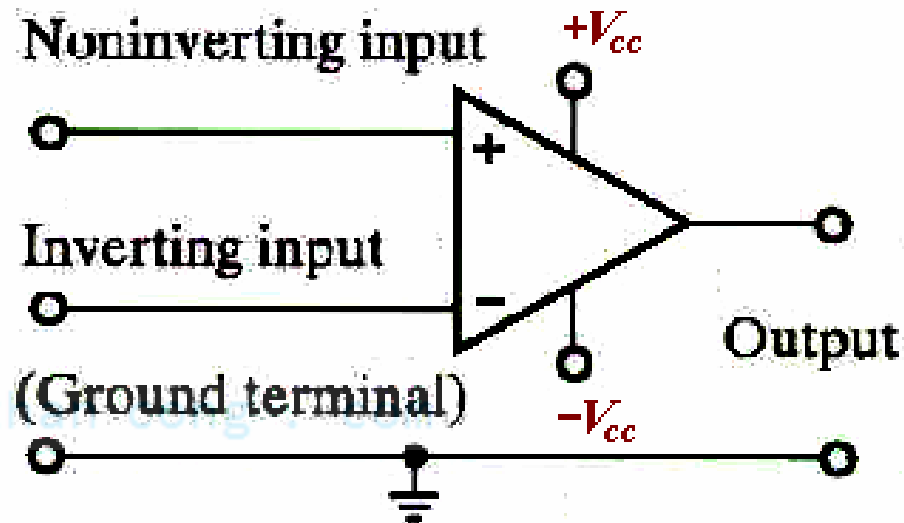 Noninverting input
+Vcc
+
Inverting input
−
Output
(Ground terminal)
−Vcc